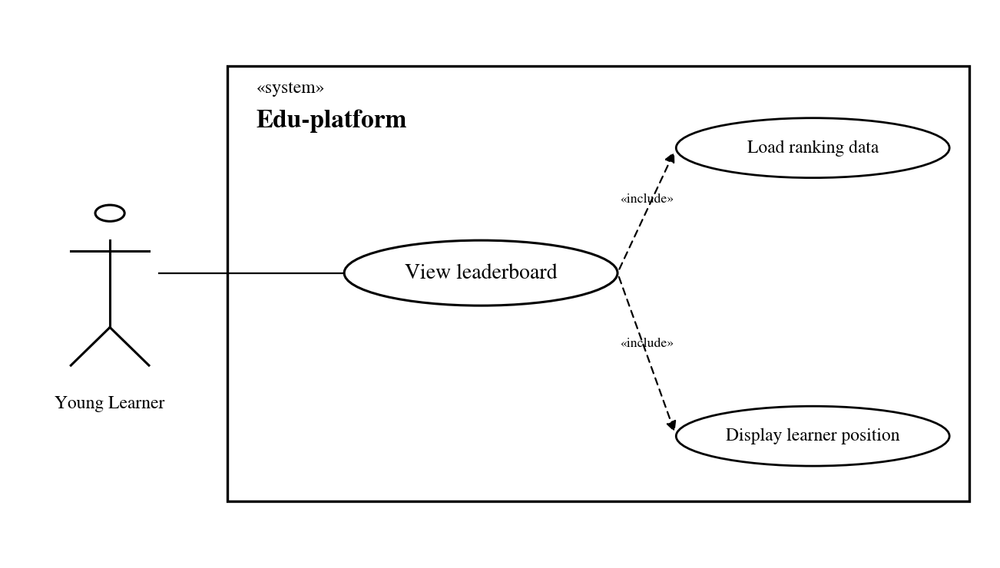 «system»
Edu-platform
Load ranking data
«include»
View leaderboard
«include»
Young Learner
Display learner position